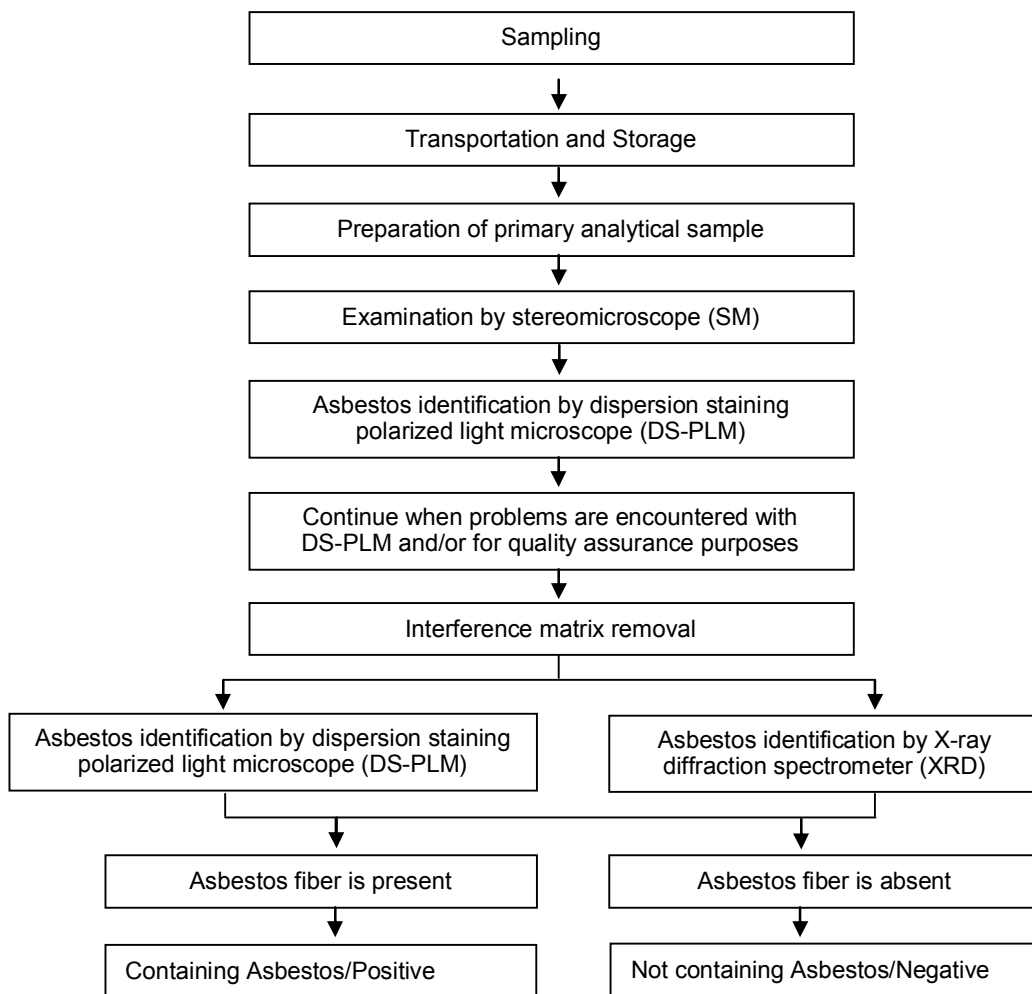 Sampling
Transportation and Storage
Preparation of primary analytical sample
Examination by stereomicroscope (SM)
Asbestos identification by dispersion staining
polarized light microscope (DS-PLM)
Continue when problems are encountered with
DS-PLM and/or for quality assurance purposes
Interference matrix removal
Asbestos identification by dispersion staining
polarized light microscope (DS-PLM)
Asbestos identification by X-ray
diffraction spectrometer (XRD)
Asbestos fiber is present
Asbestos fiber is absent
Containing Asbestos/Positive
Not containing Asbestos/Negative